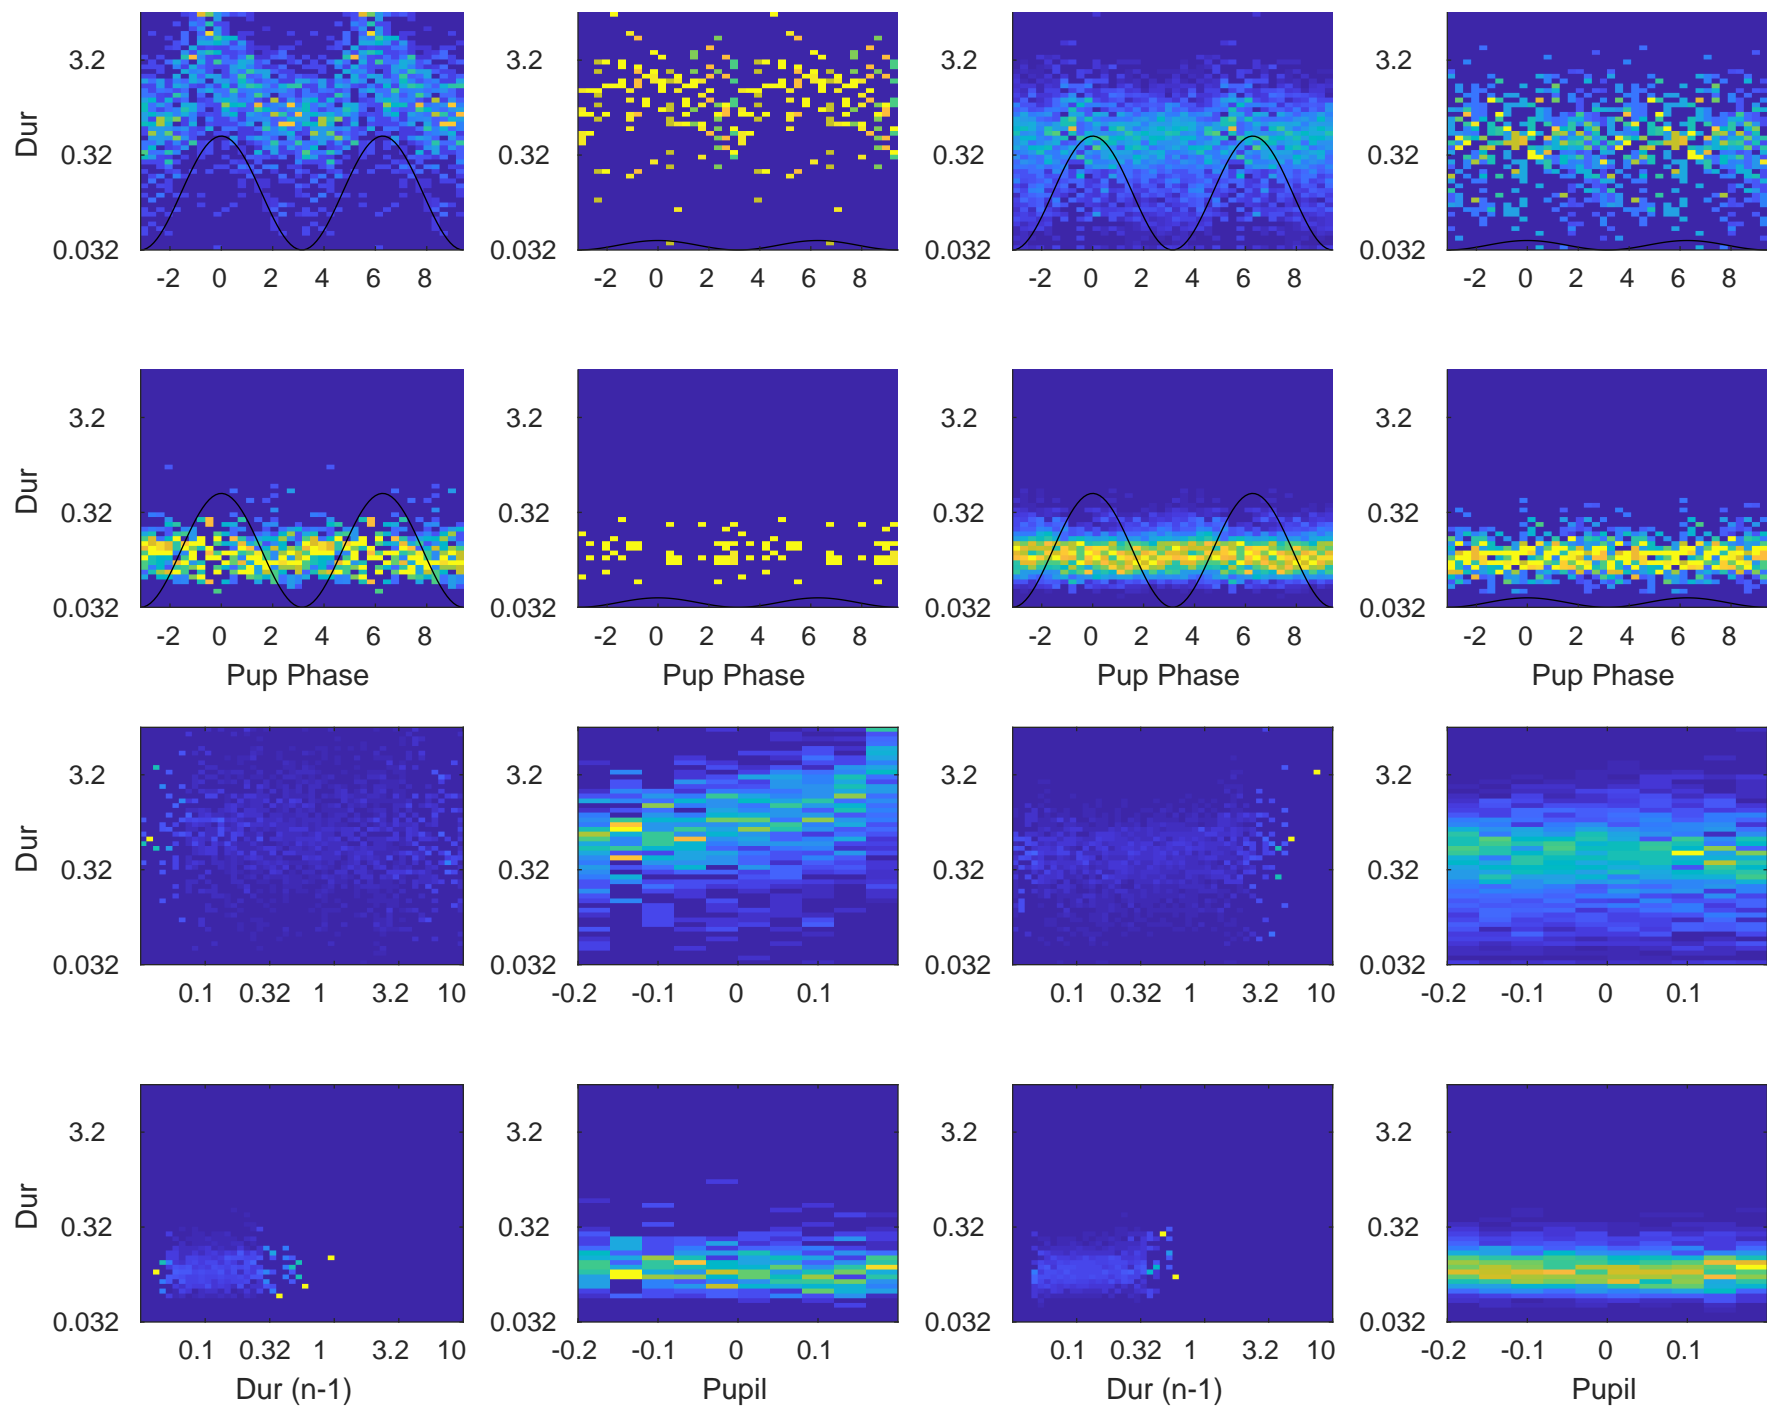 Dur
3.2 3.2 3.2 3.2
0.32 0.32 0.32 0.32
0.032 0.032 0.032 0.032
-2 0 2 4 6 8 -2 0 2 4 6 8 -2 0 2 4 6 8 -2 0 2 4 6 8
Dur
3.2 3.2 3.2 3.2
0.32 0.32 0.32 0.32
0.032 0.032 0.032 0.032
-2 0 2 4 6 8 -2 0 2 4 6 8 -2 0 2 4 6 8 -2 0 2 4 6 8
Pup Phase Pup Phase Pup Phase Pup Phase
Dur
3.2 3.2 3.2 3.2
0.32 0.32 0.32 0.32
0.032 0.032 0.032 0.032
0.1 0.32 1 3.2 10 -0.2 -0.1 0 0.1 0.1 0.32 1 3.2 10 -0.2 -0.1 0 0.1
Dur
3.2 3.2 3.2 3.2
0.32 0.32 0.32 0.32
0.032 0.032 0.032 0.032
0.1 0.32 1 3.2 10 -0.2 -0.1 0 0.1 0.1 0.32 1 3.2 10 -0.2 -0.1 0 0.1
Dur (n-1) Pupil Dur (n-1) Pupil